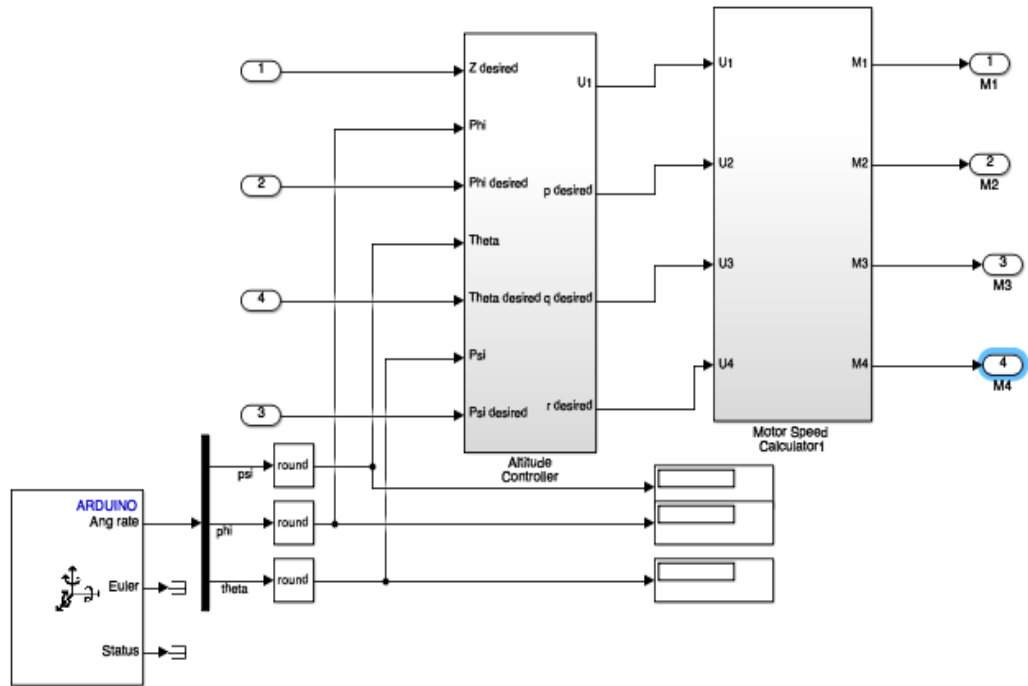 1
2
4
3
Z desired
Phi
Phi desired
Theta
Theta desired
Psi
Psi desired
U1
p desired
q desired
r desired
Altitude
Controller
U1
U2
U3
U4
M1
M2
M3
M4
Motor Speed
Calculator1
1
M1
2
M2
3
M3
4
M4
ARDUINO
Ang rate
Euler
Status
psi
phi
theta
round
round
round